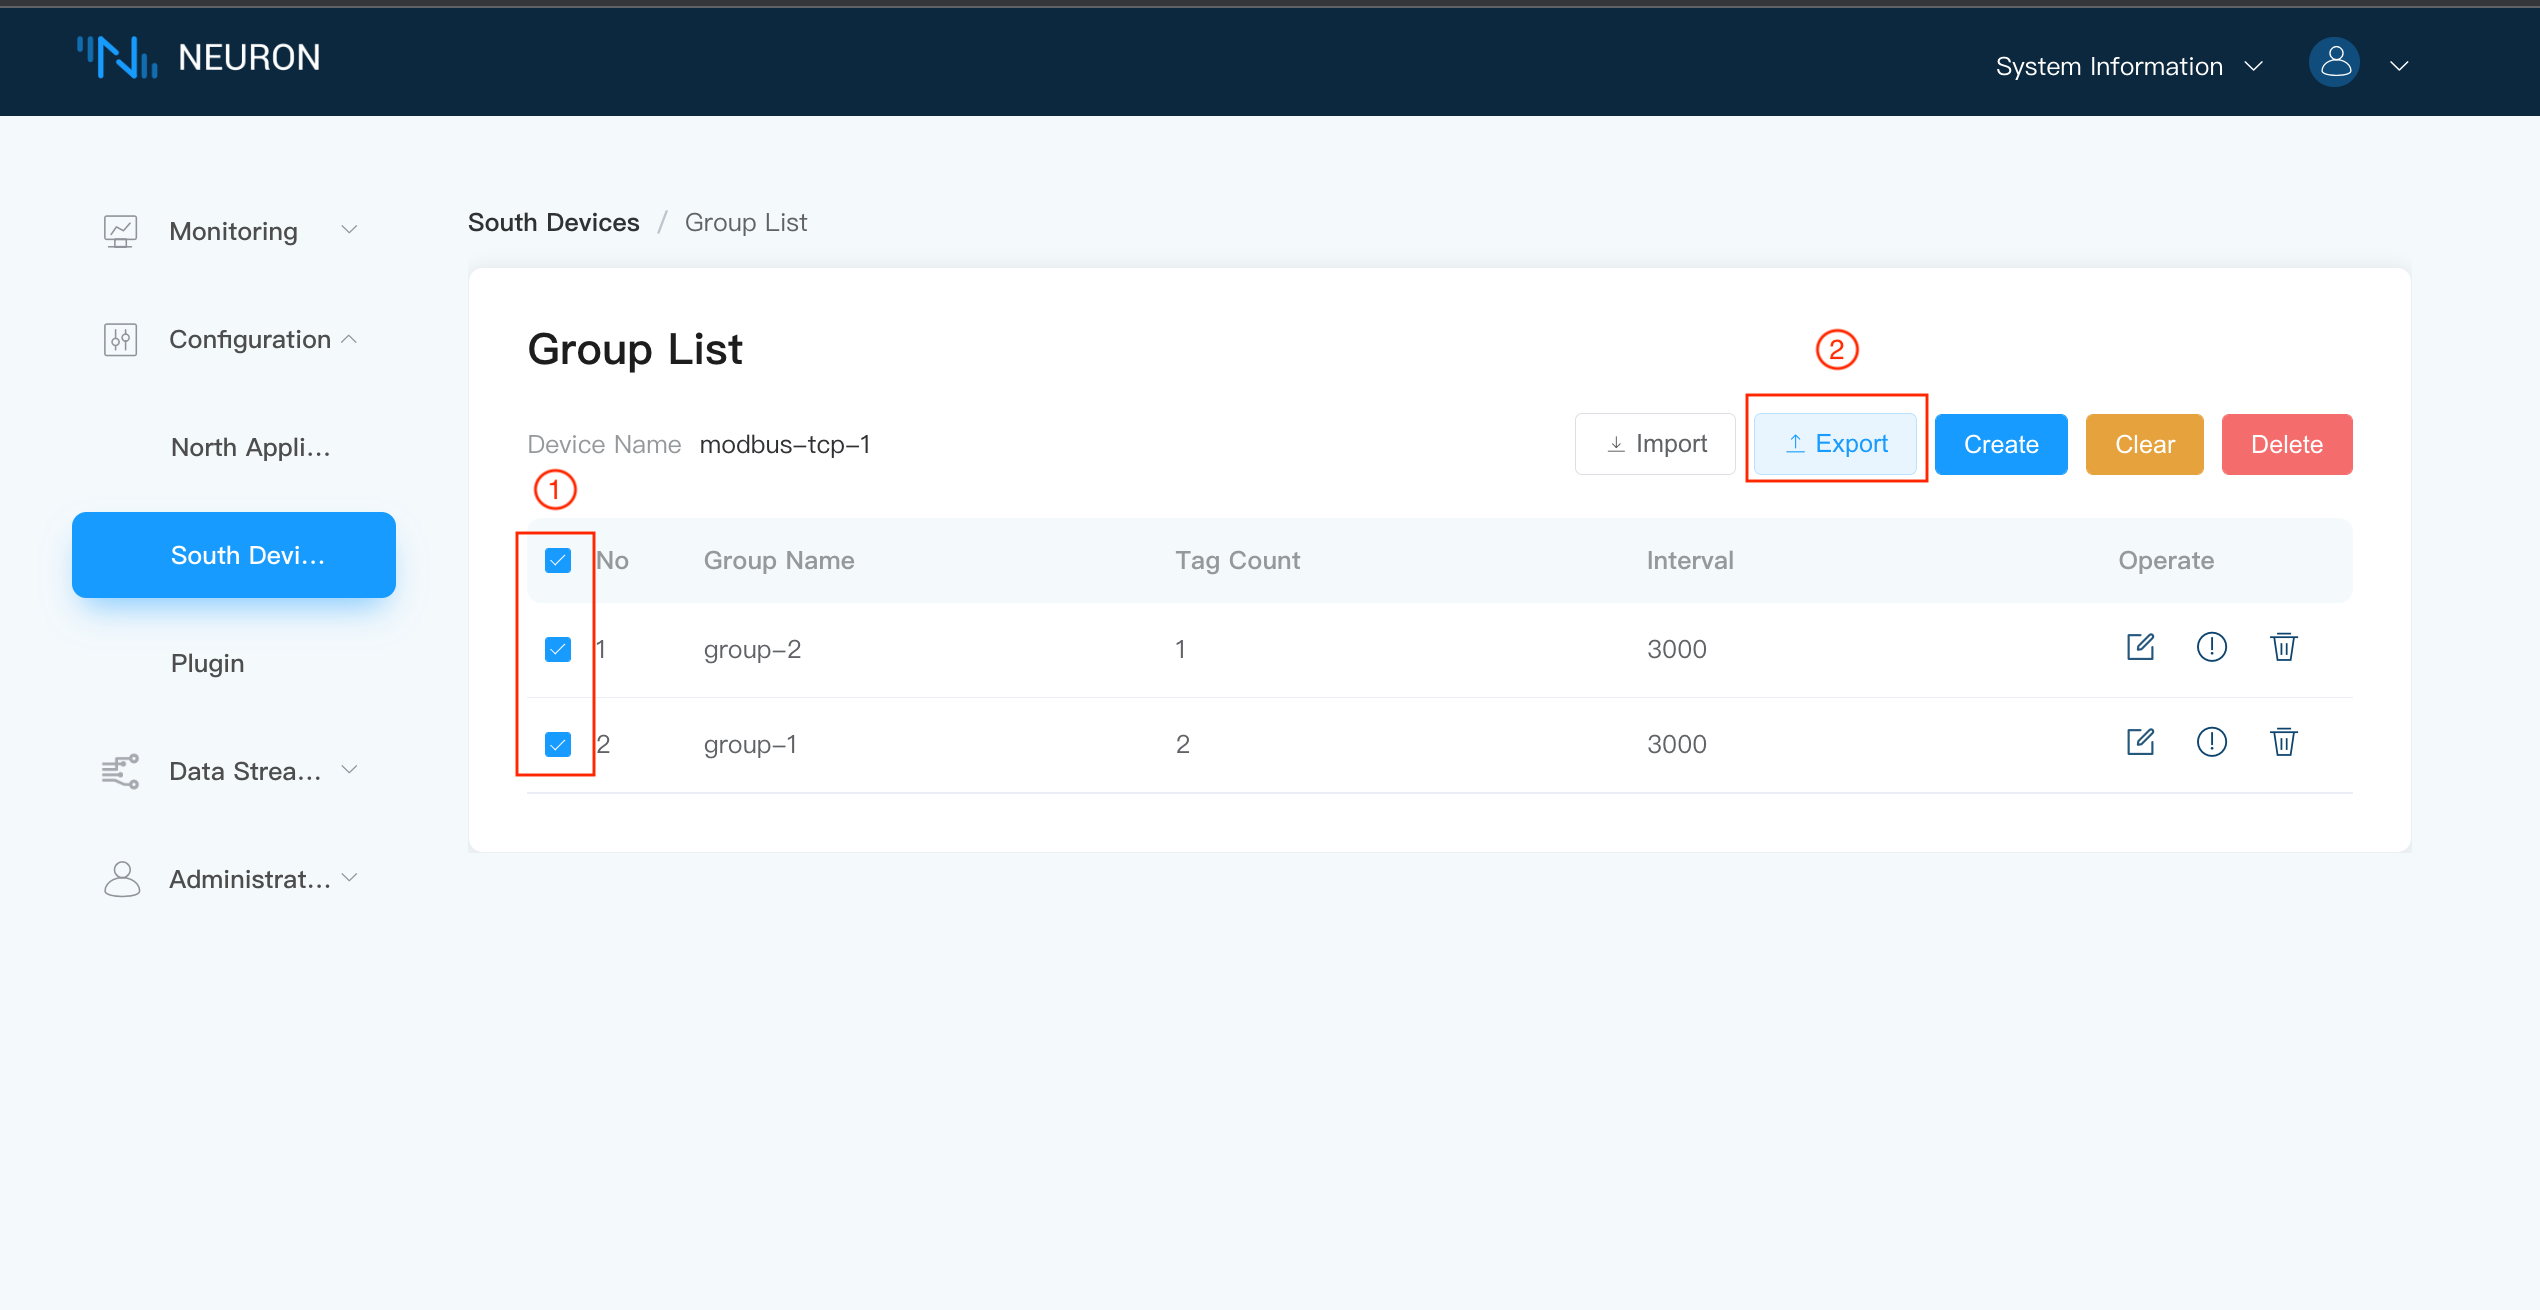 NEURON
System Information
Monitoring
Configuration
North Appli...
South Devi...
Plugin
Data Strea...
Administrat...
South Devices / Group List
Group List
2
Device Name modbus-tcp-1
Import Export Create Clear Delete
1
No Group Name Tag Count Interval Operate
1 group-2 1 3000
2 group-1 2 3000